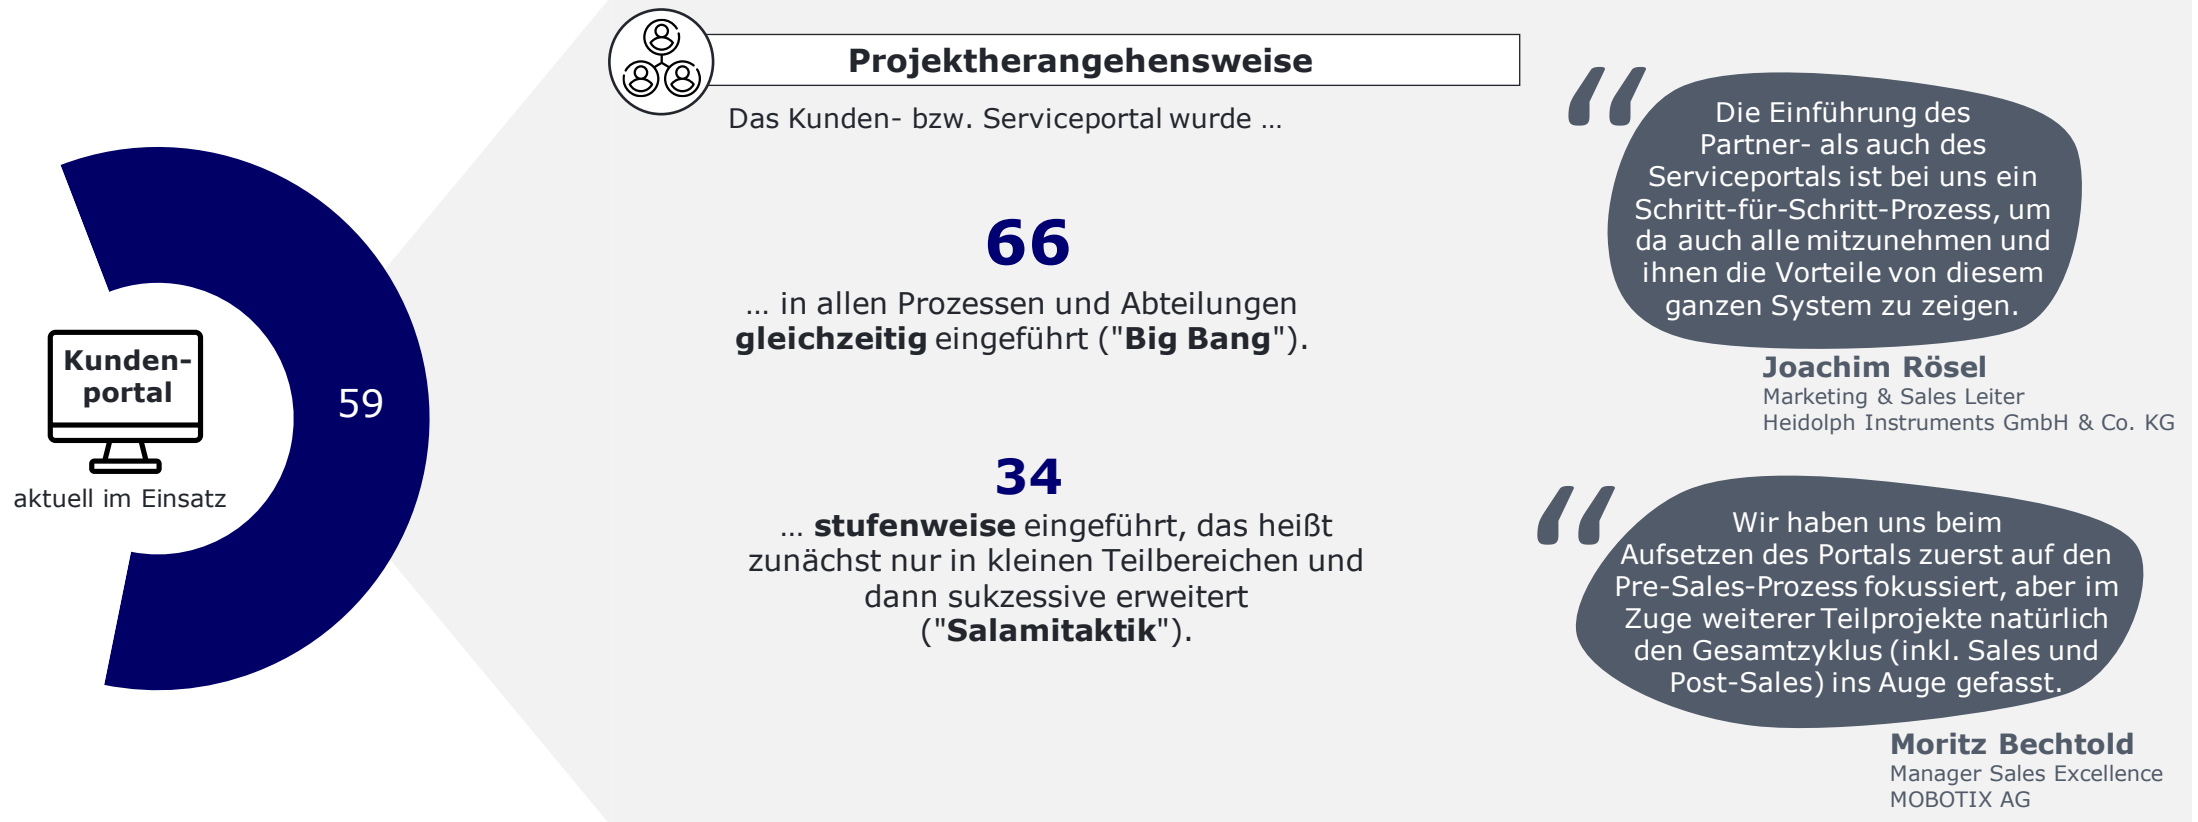 Projektherangehensweise
Das Kunden- bzw. Serviceportal wurde …
Kunden-
portal
aktuell im Einsatz
59
66
… in allen Prozessen und Abteilungen
gleichzeitig eingeführt ("Big Bang").
34
… stufenweise eingeführt, das heißt
zunächst nur in kleinen Teilbereichen und
dann sukzessive erweitert
("Salamitaktik").
“
Die Einführung des
Partner- als auch des
Serviceportals ist bei uns ein
Schritt-für-Schritt-Prozess, um
da auch alle mitzunehmen und
ihnen die Vorteile von diesem
ganzen System zu zeigen.
Joachim Rösel
Marketing & Sales Leiter
Heidolph Instruments GmbH & Co. KG
“
Wir haben uns beim
Aufsetzen des Portals zuerst auf den
Pre-Sales-Prozess fokussiert, aber im
Zuge weiterer Teilprojekte natürlich
den Gesamtzyklus (inkl. Sales und
Post-Sales) ins Auge gefasst.
Moritz Bechtold
Manager Sales Excellence
MOBOTIX AG